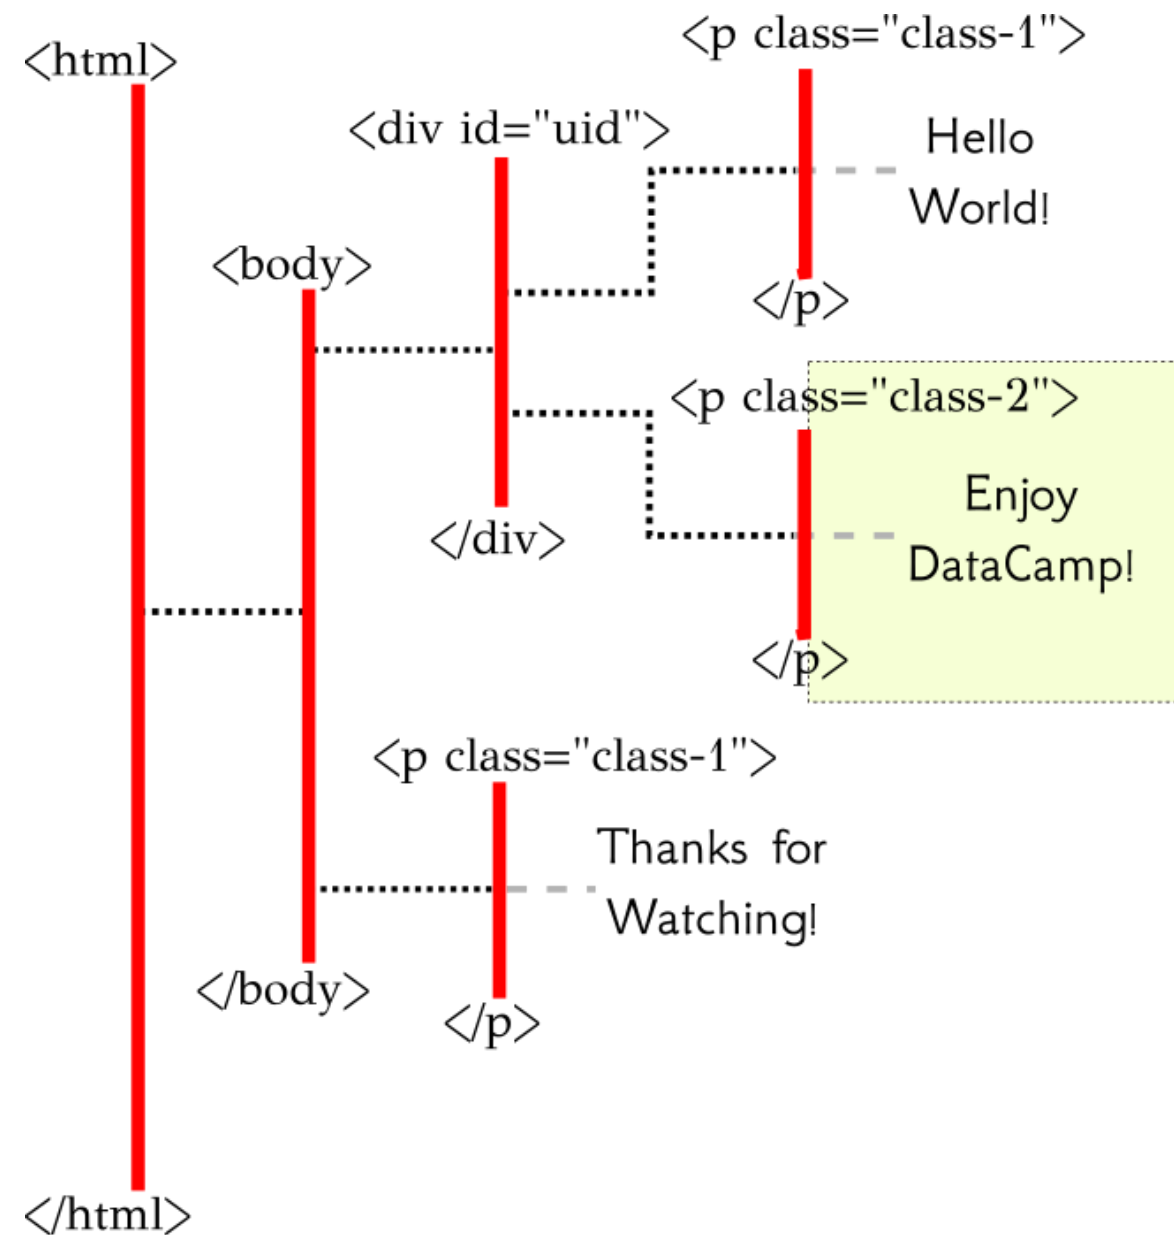 <html>
<body>
<div id="uid">
<p class="class-1">
Hello
World!
</p>
<p class="class-2">
Enjoy
DataCamp!
</p>
</div>
<p class="class-1">
Thanks for
Watching!
</p>
</body>
</html>